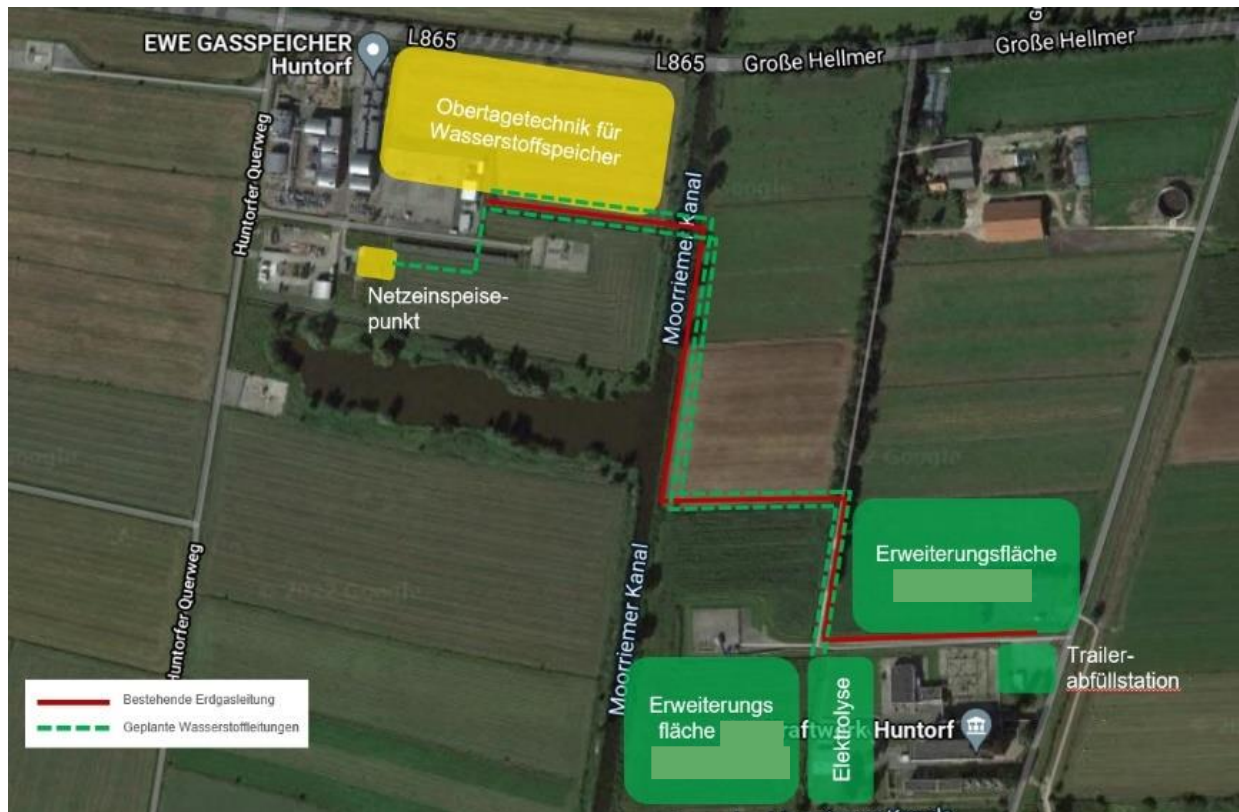 EWE GASSPEICHER
Huntorf
L865
L865
Große Hellmer
Große Hellmer
Obertagetechnik für
Wasserstoffspeicher
Huntorfer Querweg
Moorriemer Kanal
Netzeinspeise-
punkt
Erweiterungsfläche
Huntorfer Querweg
Moorriemer Kanal
Trailer-
abfüllstation
Erweiterungs
fläche
Elektrolyse
raftwerk Huntorf
Bestehende Erdgasleitung
Geplante Wasserstoffleitungen